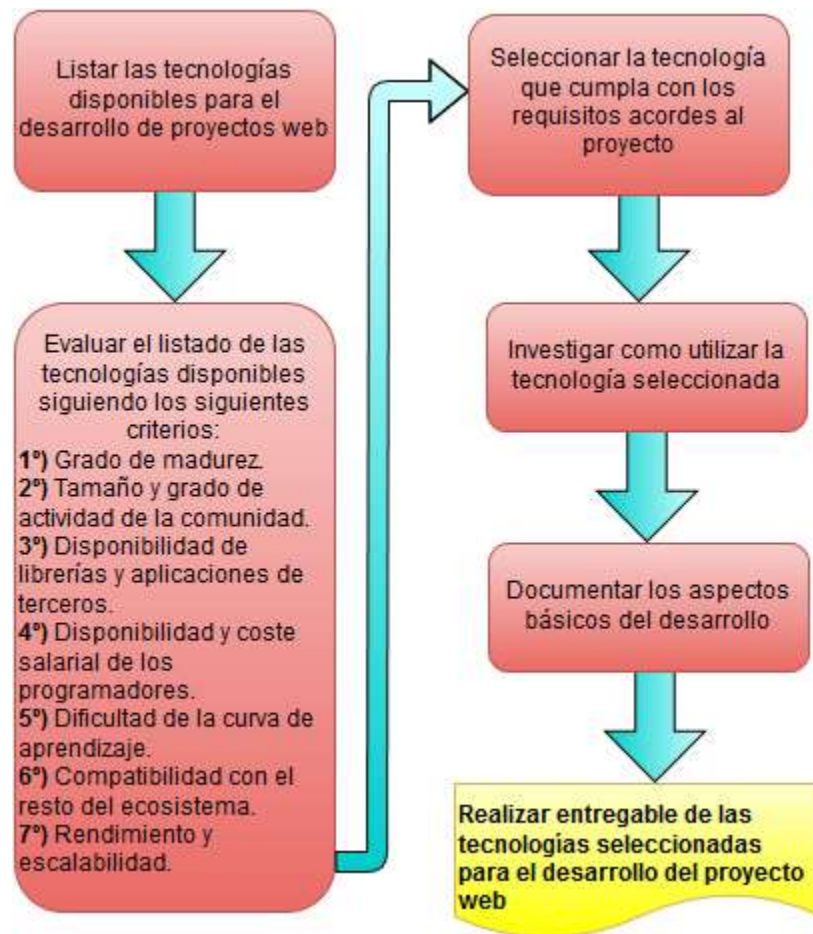 Listar las tecnologías
disponibles para el
desarrollo de proyectos web
Evaluar el listado de las
tecnologías disponibles
siguiendo los siguientes
criterios:
1º) Grado de madurez.
2º) Tamaño y grado de
actividad de la comunidad.
3º) Disponibilidad de
librerías y aplicaciones de
terceros.
4º) Disponibilidad y coste
salarial de los
programadores.
5º) Dificultad de la curva de
aprendizaje.
6º) Compatibilidad con el
resto del ecosistema.
7º) Rendimiento y
escalabilidad.
Seleccionar la tecnología
que cumpla con los
requisitos acordes al
proyecto
Investigar como utilizar la
tecnología seleccionada
Documentar los aspectos
básicos del desarrollo
Realizar entregable de las
tecnologías seleccionadas
para el desarrollo del proyecto
web